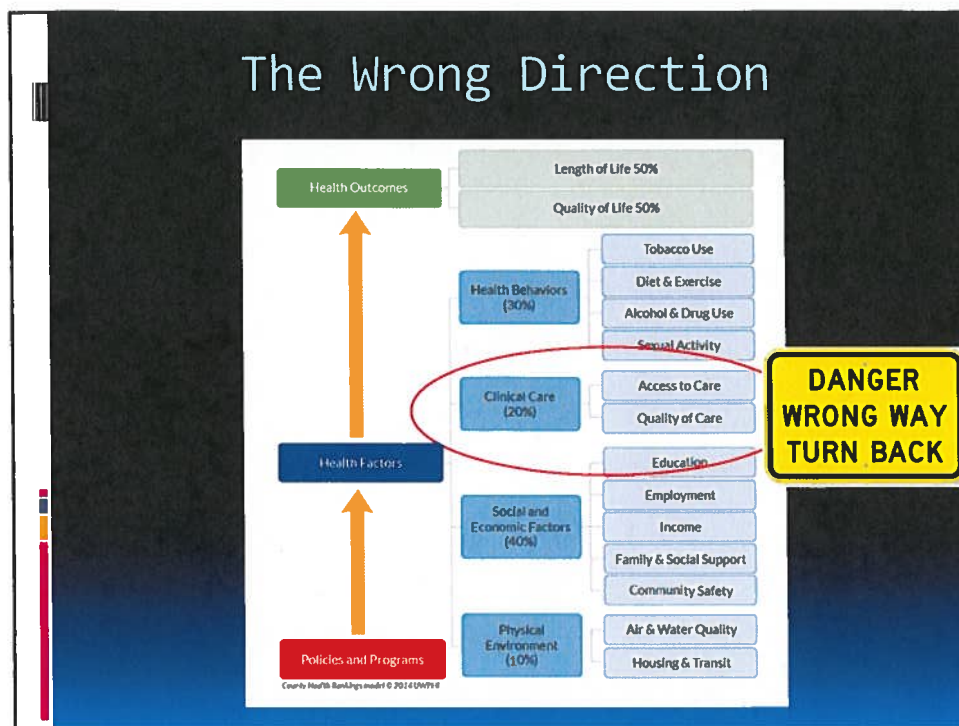 The Wrong Direction
Health Outcomes
Length of Life 50%
Quality of Life 50%
Health Behaviors
(30%)
Tobacco Use
Diet & Exercise
Alcohol & Drug Use
Sexual Activity
Clinical Care
(20%)
Access to Care
Quality of Care
DANGER
WRONG WAY
TURN BACK
Health Factors
Social and
Economic Factors
(40%)
Education
Employment
Income
Family & Social Support
Community Safety
Physical
Environment
(10%)
Air & Water Quality
Housing & Transit
Policies and Programs
County Health Rankings model © 2014 UWPHI